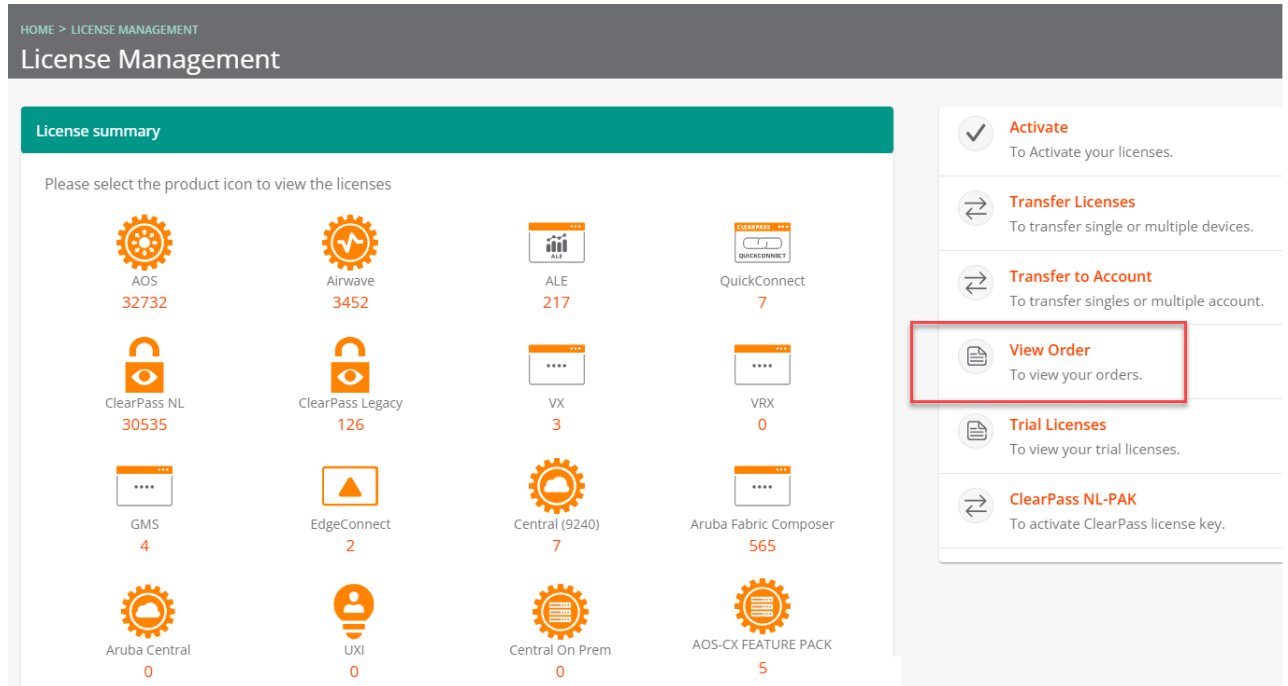 HOME > LICENSE MANAGEMENT
License Management
License summary
Please select the product icon to view the licenses
AOS
32732
Airwave
3452
ALE
ALE
217
CLEARPASS
QUICKCONNECT
QuickConnect
7
ClearPass NL
30535
ClearPass Legacy
126
VX
3
VRX
0
GMS
4
EdgeConnect
2
Central (9240)
7
Aruba Fabric Composer
565
Aruba Central
0
UXI
0
Central On Prem
0
AOS-CX FEATURE PACK
5
Activate
To Activate your licenses.
Transfer Licenses
To transfer single or multiple devices.
Transfer to Account
To transfer singles or multiple account.
View Order
To view your orders.
Trial Licenses
To view your trial licenses.
ClearPass NL-PAK
To activate ClearPass license key.